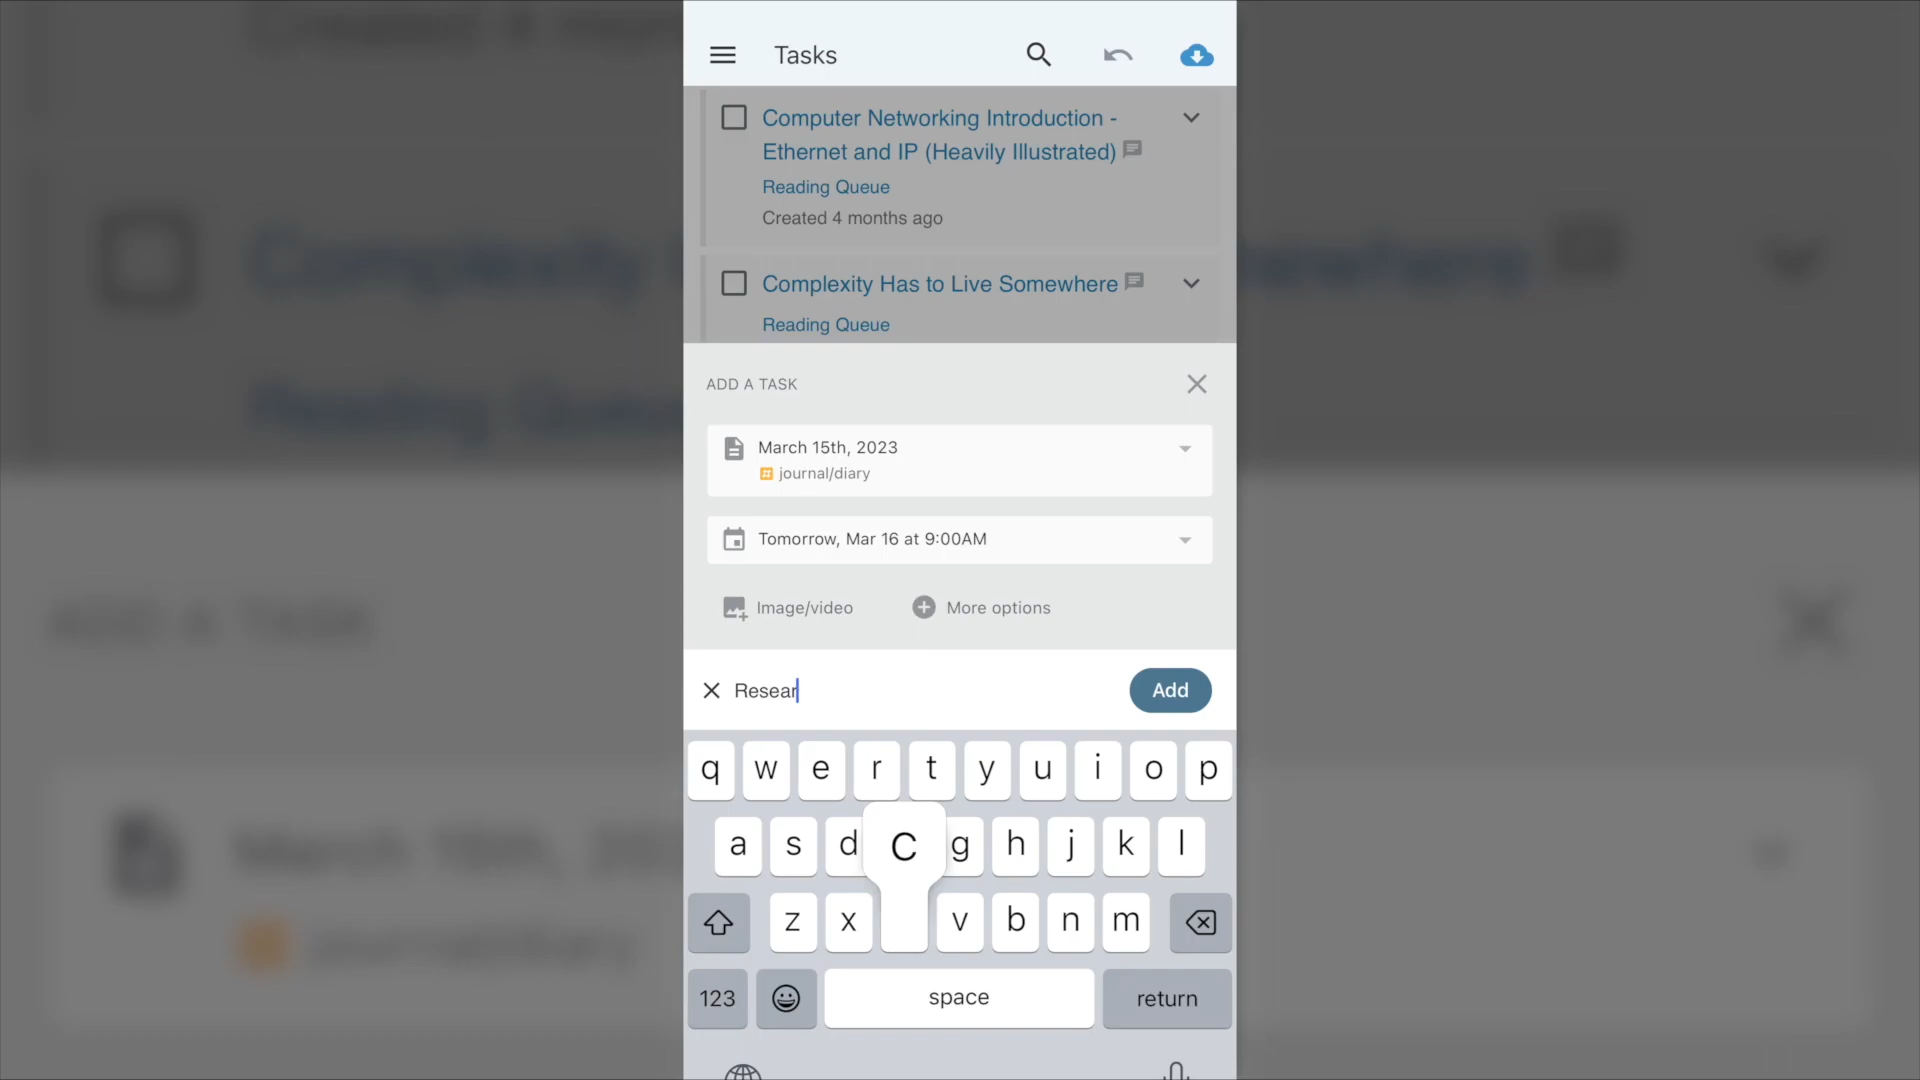 Tasks
Computer Networking Introduction -
Ethernet and IP (Heavily Illustrated)
Reading Queue
Created 4 months ago
Complexity Has to Live Somewhere
Reading Queue
ADD A TASK
March 15th, 2023
journal/diary
Tomorrow, Mar 16 at 9:00AM
Image/video
More options
Resear
Add
q w e r t y u i o p
a s d C g h j k l
z x v b n m
123
space
return